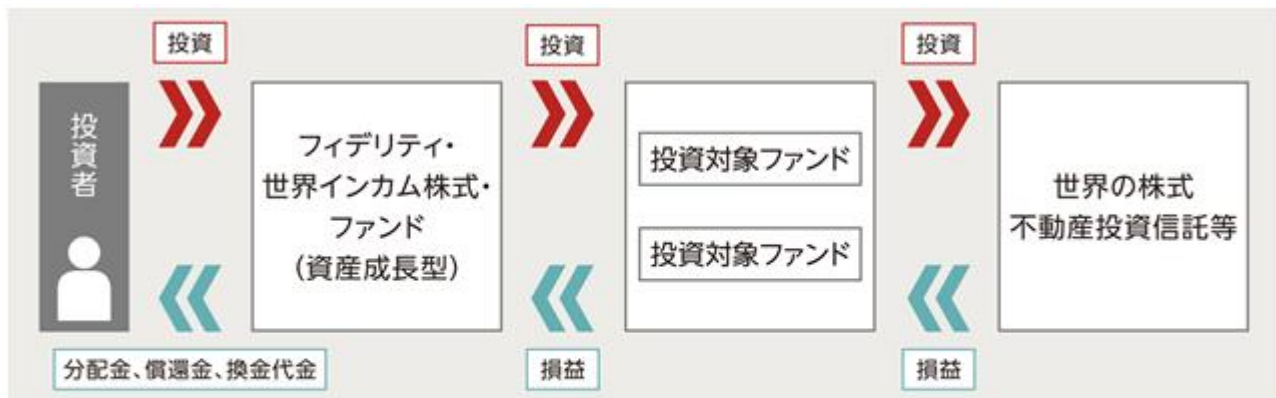 投資
投資
投資
投資者
フィデリティ・
世界インカム株式・
ファンド
（資産成長型）
投資対象ファンド
投資対象ファンド
世界の株式
不動産投資信託等
分配金、償還金、換金代金
損益
損益